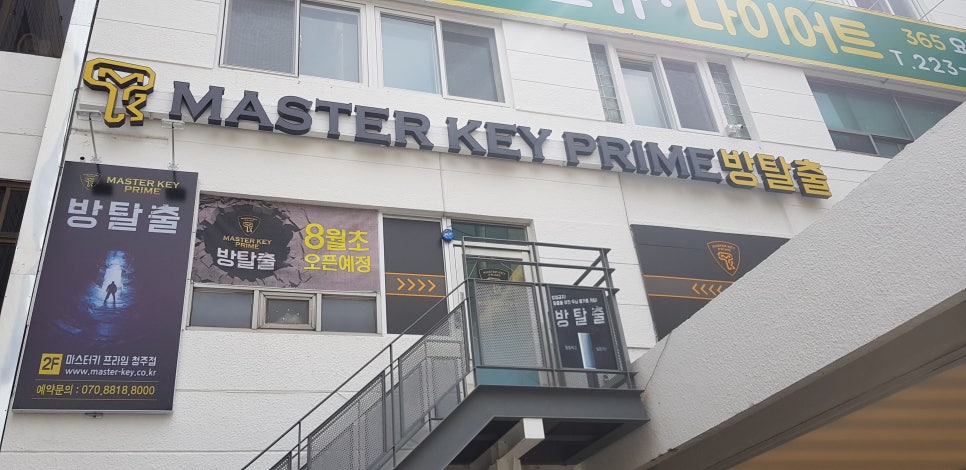 나이어트
365
T.223-
MASTER KEY PRIME 방탈출
MASTER KEY
PRIME
방탈출
2F 마스터키 프라임 청주점
www.master-key.co.kr
예약문의 : 070.8818.8000
MASTER KEY
PRIME
방탈출
8월초
오픈예정
방탈출